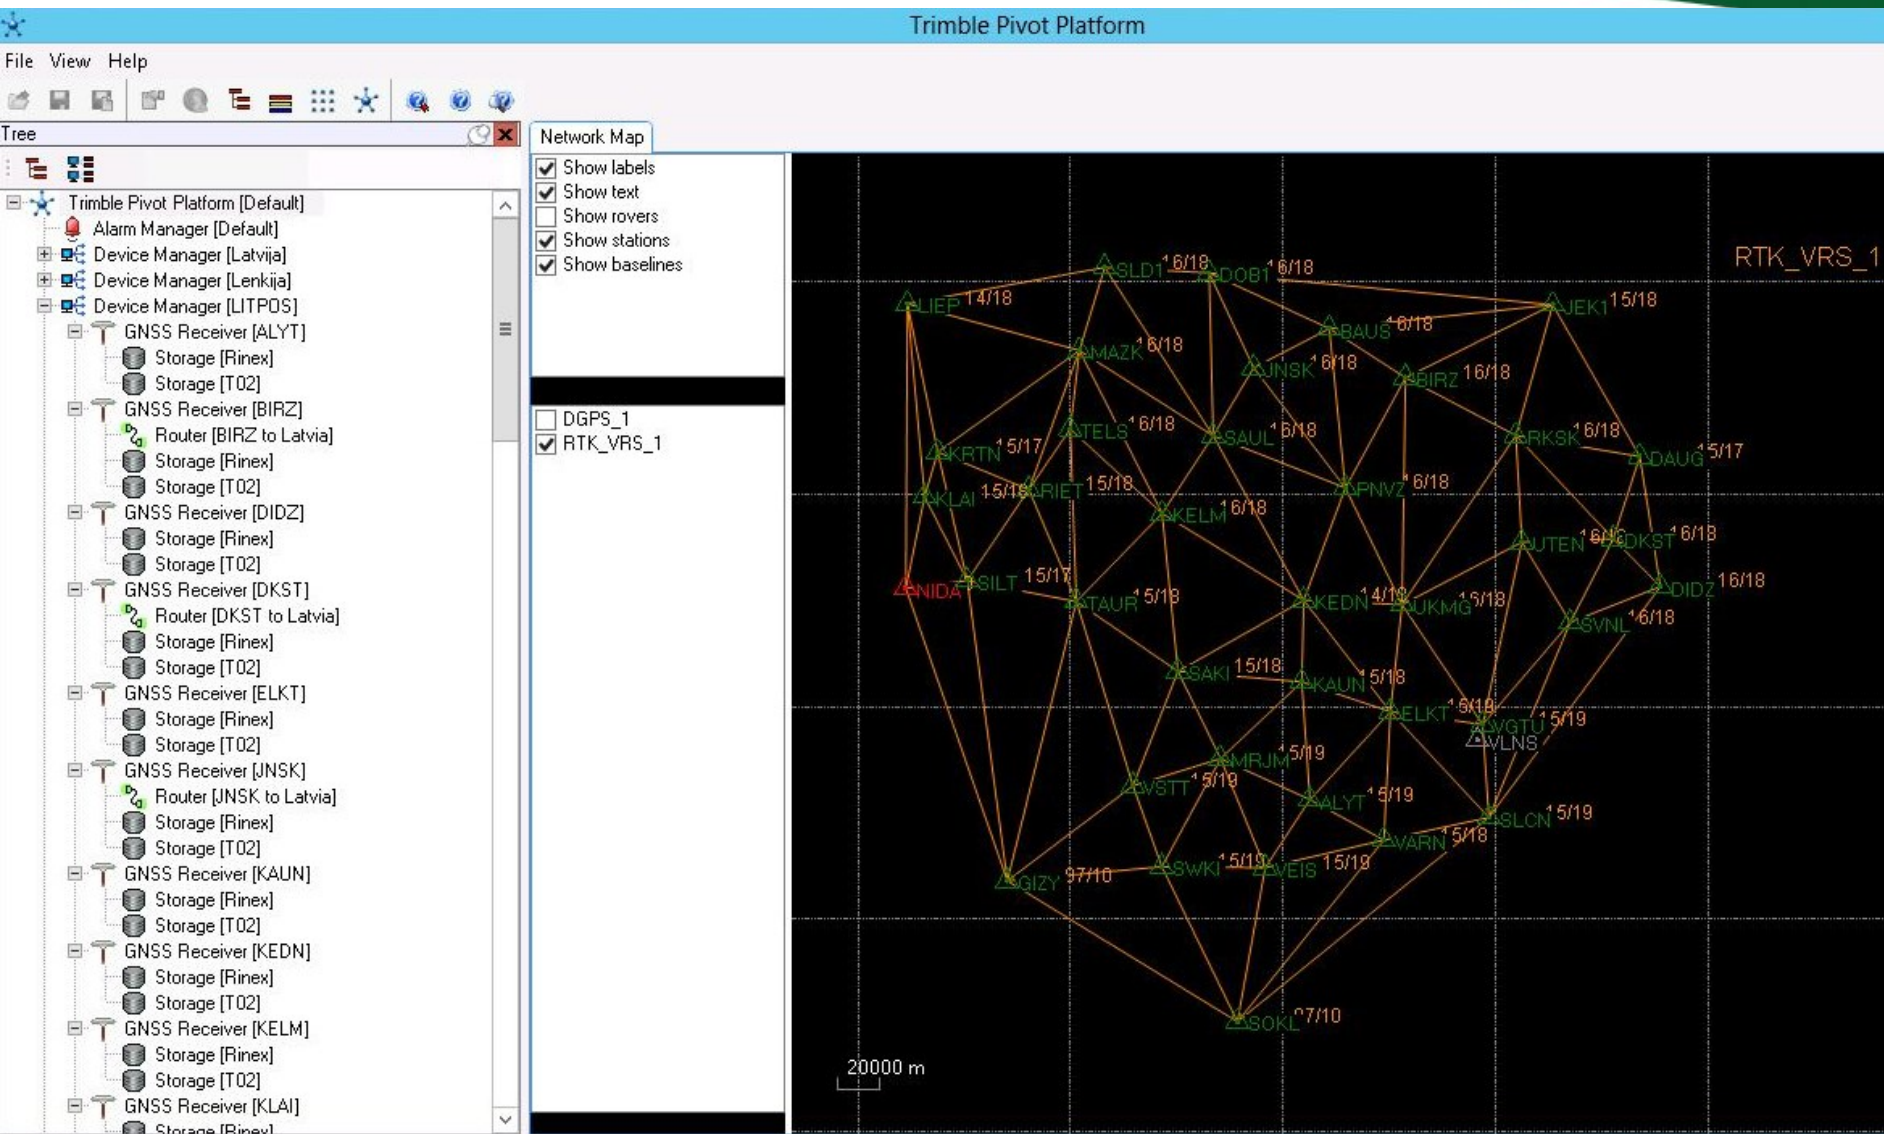 Trimble Pivot Platform
File View Help
Tree
Trimble Pivot Platform [Default]
Alarm Manager [Default]
Device Manager [Latvija]
Device Manager [Lenkija]
Device Manager [LITPOS]
GNSS Receiver [ALYT]
Storage [Rinex]
Storage [T02]
GNSS Receiver [BIRZ]
Router [BIRZ to Latvia]
Storage [Rinex]
Storage [T02]
GNSS Receiver [DIDZ]
Storage [Rinex]
Storage [T02]
GNSS Receiver [DKST]
Router [DKST to Latvia]
Storage [Rinex]
Storage [T02]
GNSS Receiver [ELKT]
Storage [Rinex]
Storage [T02]
GNSS Receiver [JNSK]
Router [JNSK to Latvia]
Storage [Rinex]
Storage [T02]
GNSS Receiver [KAUN]
Storage [Rinex]
Storage [T02]
GNSS Receiver [KEDN]
Storage [Rinex]
Storage [T02]
GNSS Receiver [KELM]
Storage [Rinex]
Storage [T02]
GNSS Receiver [KLAI]
Storage [Rinex]
Network Map
Show labels
Show text
Show rovers
Show stations
Show baselines
DGPS_1
RTK_VRS_1
RTK_VRS_1
SLD1 16/18
DOB1 16/18
LIEP 14/18
JEK1 15/18
BAUS 16/18
MAZK 16/18
JNSK 16/18
BIRZ 16/18
TELS 16/18
SAUL 16/18
RKSK 16/18
KRTN 15/17
DAUG 15/17
KLAI 15/18
RIET 15/18
PNVZ 16/18
KELM 16/18
UTEN
DKST 16/18
NIDA
SILT 15/17
TAUR 15/18
KEDN 14/18
UKMG 15/18
DIDZ 16/18
SVNL 16/18
SAKI 15/18
KAUN 15/18
ELKT
VGTU 15/19
VLNS
MRJM 15/19
VSTT 15/19
ALYT 15/19
SLCN 15/19
VARN 15/18
SWKI 15/19
VEIS 15/19
GIZY 07/10
SOKL 07/10
20000 m